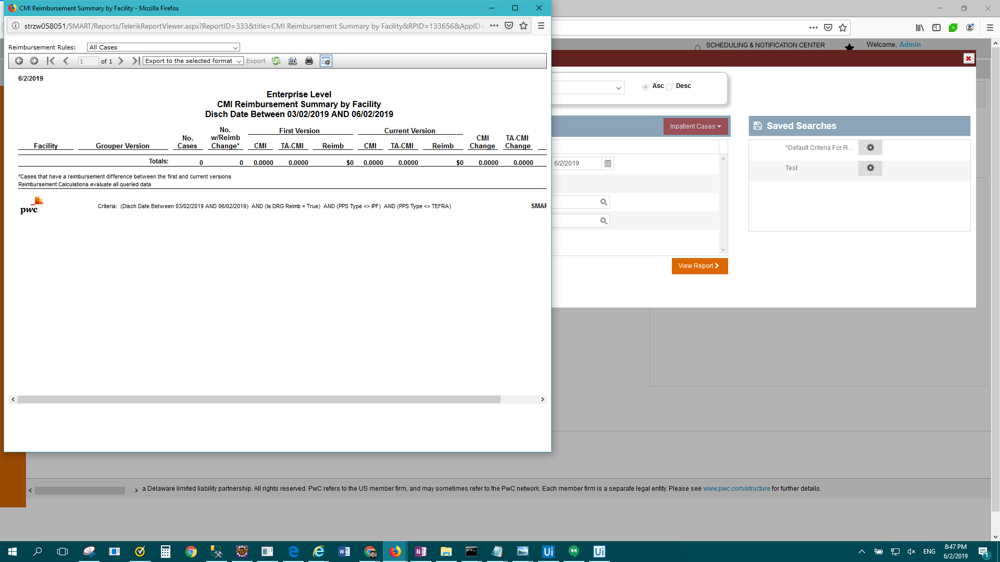 CMI Reimbursement Summary by Facility - Mozilla Firefox
strzw058051/SMART/Reports/TelerikReportViewer.aspx?ReportID=333&title=CMI Reimbursement Summary by Facility&RPID=133656&AppID=
Reimbursement Rules: All Cases
1 of 1 Export to the selected format Export
6/2/2019
Enterprise Level
CMI Reimbursement Summary by Facility
Disch Date Between 03/02/2019 AND 06/02/2019
First Version Current Version
Facility Grouper Version No. Cases No. w/Reimb Change* CMI TA-CMI Reimb CMI TA-CMI Reimb CMI Change TA-CMI Change
Totals: 0 0 0.0000 0.0000 $0 0.0000 0.0000 $0 0.0000 0.0000
*Cases that have a reimbursement difference between the first and current versions
Reimbursement:Calculations evaluate all queried data
pwc
Criteria: (Disch Date Between 03/02/2019 AND 06/02/2019) AND (Is DRG Reimb = True) AND (PPS Type <> IPF) AND (PPS Type <> TEFRA)
SMAR
SCHEDULING & NOTIFICATION CENTER
Welcome, Admin
Asc Desc
Inpatient Cases
6/2/2019
View Report
Saved Searches
*Default Criteria For R...
Test
a Delaware limited liability partnership. All rights reserved. PwC refers to the US member firm, and may sometimes refer to the PwC network. Each member firm is a separate legal entity. Please see www.pwc.com/structure for further details.
ENG
8:47 PM
6/2/2019
1